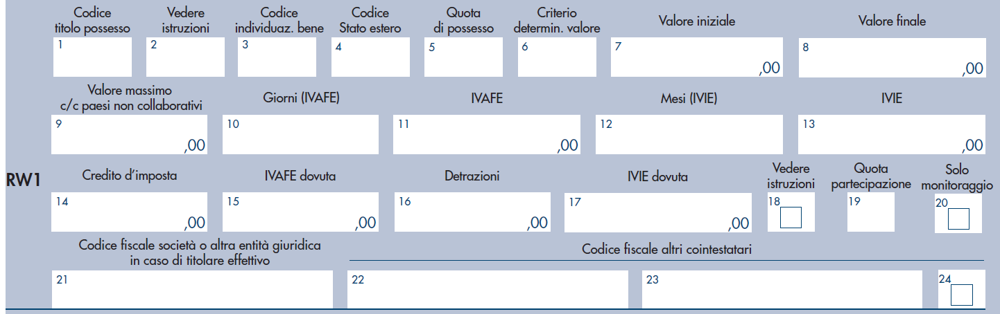 Codice titolo possesso
Vedere istruzioni
Codice individuaz. bene
Codice Stato estero
Quota di possesso
Criterio determin. valore
Valore iniziale
Valore finale
1
2
3
4
5
6
7
,00
8
,00
Valore massimo c/c paesi non collaborativi
Giorni (IVAFE)
IVAFE
Mesi (IVIE)
IVIE
9
,00
10
11
,00
12
13
,00
RW1
Credito d'imposta
IVAFE dovuta
Detrazioni
IVIE dovuta
Vedere istruzioni
Quota partecipazione
Solo monitoraggio
14
,00
15
,00
16
,00
17
,00
18
19
20
Codice fiscale società o altra entità giuridica
in caso di titolare effettivo
Codice fiscale altri cointestatari
21
22
23
24